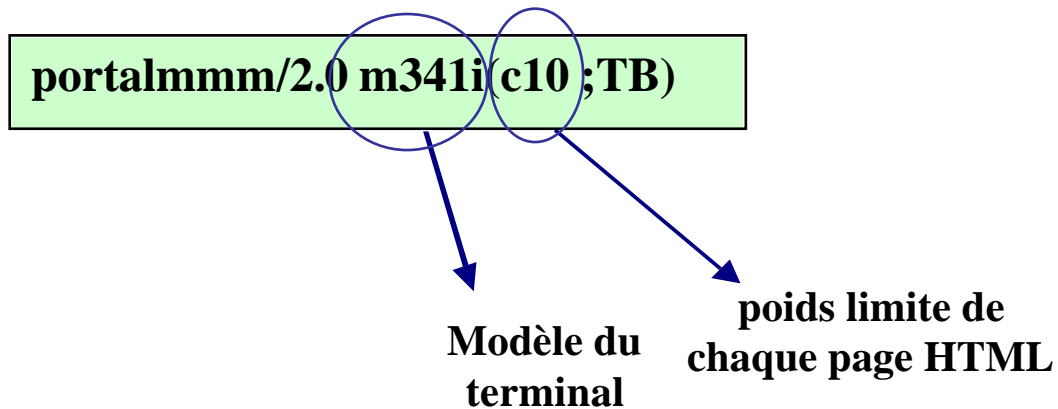 portalmmm/2.0 m341i(c10 ;TB)
Modèle du
terminal
poids limite de
chaque page HTML